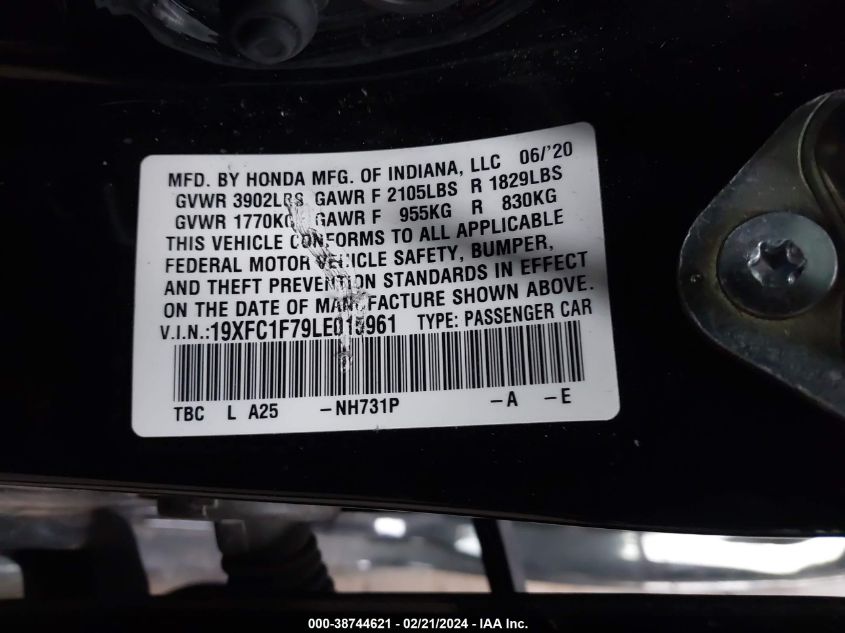 MFD. BY HONDA MFG. OF INDIANA, LLC 06/'20
GVWR 3902LBS GAWR F 2105LBS R 1829LBS
GVWR 1770KG GAWR F 955KG R 830KG
THIS VEHICLE CONFORMS TO ALL APPLICABLE
FEDERAL MOTOR VEHICLE SAFETY, BUMPER,
AND THEFT PREVENTION STANDARDS IN EFFECT
ON THE DATE OF MANUFACTURE SHOWN ABOVE.
V.I.N.: TYPE: PASSENGER CAR
TBC L A25 -NH731P -A -E
000-38744621 - 02/21/2024 - IAA Inc.